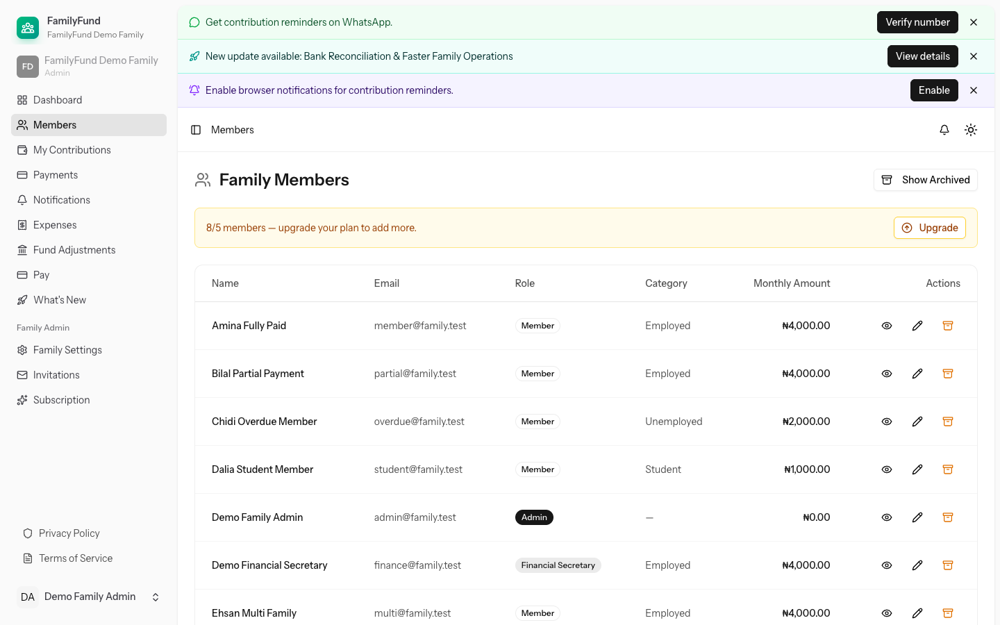 FamilyFund
FamilyFund Demo Family
FD
FamilyFund Demo Family
Admin
Dashboard
Members
My Contributions
Payments
Notifications
Expenses
Fund Adjustments
Pay
What's New
Family Admin
Family Settings
Invitations
Subscription
Privacy Policy
Terms of Service
DA Demo Family Admin
Get contribution reminders on WhatsApp. Verify number
New update available: Bank Reconciliation & Faster Family Operations View details
Enable browser notifications for contribution reminders. Enable
Members
Family Members Show Archived
8/5 members — upgrade your plan to add more. Upgrade
Name Email Role Category Monthly Amount Actions
Amina Fully Paid member@family.test Member Employed ₦4,000.00
Bilal Partial Payment partial@family.test Member Employed ₦4,000.00
Chidi Overdue Member overdue@family.test Member Unemployed ₦2,000.00
Dalia Student Member student@family.test Member Student ₦1,000.00
Demo Family Admin admin@family.test Admin — ₦0.00
Demo Financial Secretary finance@family.test Financial Secretary Employed ₦4,000.00
Ehsan Multi Family multi@family.test Member Employed ₦4,000.00